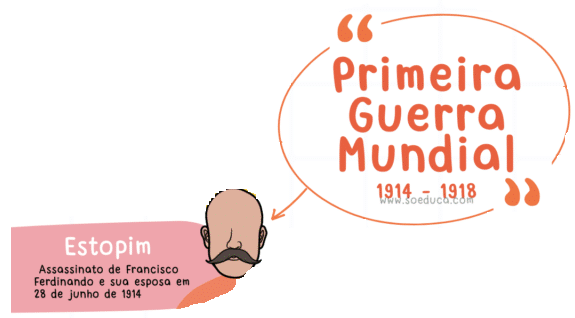 Primeira
Guerra
Mundial
1914 - 1918
www.soeduca.com
Estopim
Assassinato de Francisco
Ferdinando e sua esposa em
28 de junho de 1914